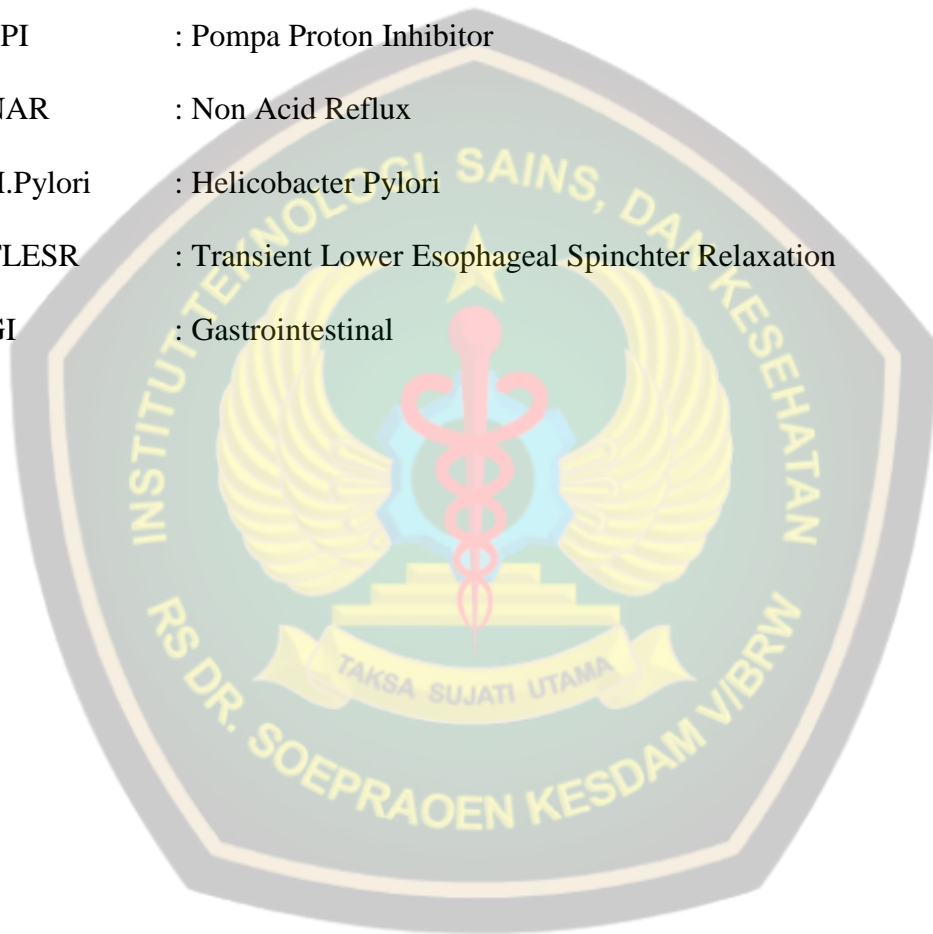 PI : Pompa Proton Inhibitor
NAR : Non Acid Reflux
H.Pylori : Helicobacter Pylori
TLESR : Transient Lower Esophageal Spinchter Relaxation
GI : Gastrointestinal
INSTITUT TEKNOLOGI, SAINS, DAN KESEHATAN
TAKSA SUJATI UTAMA
RS DR. SOEPRAOEN KESDAM V/BRW